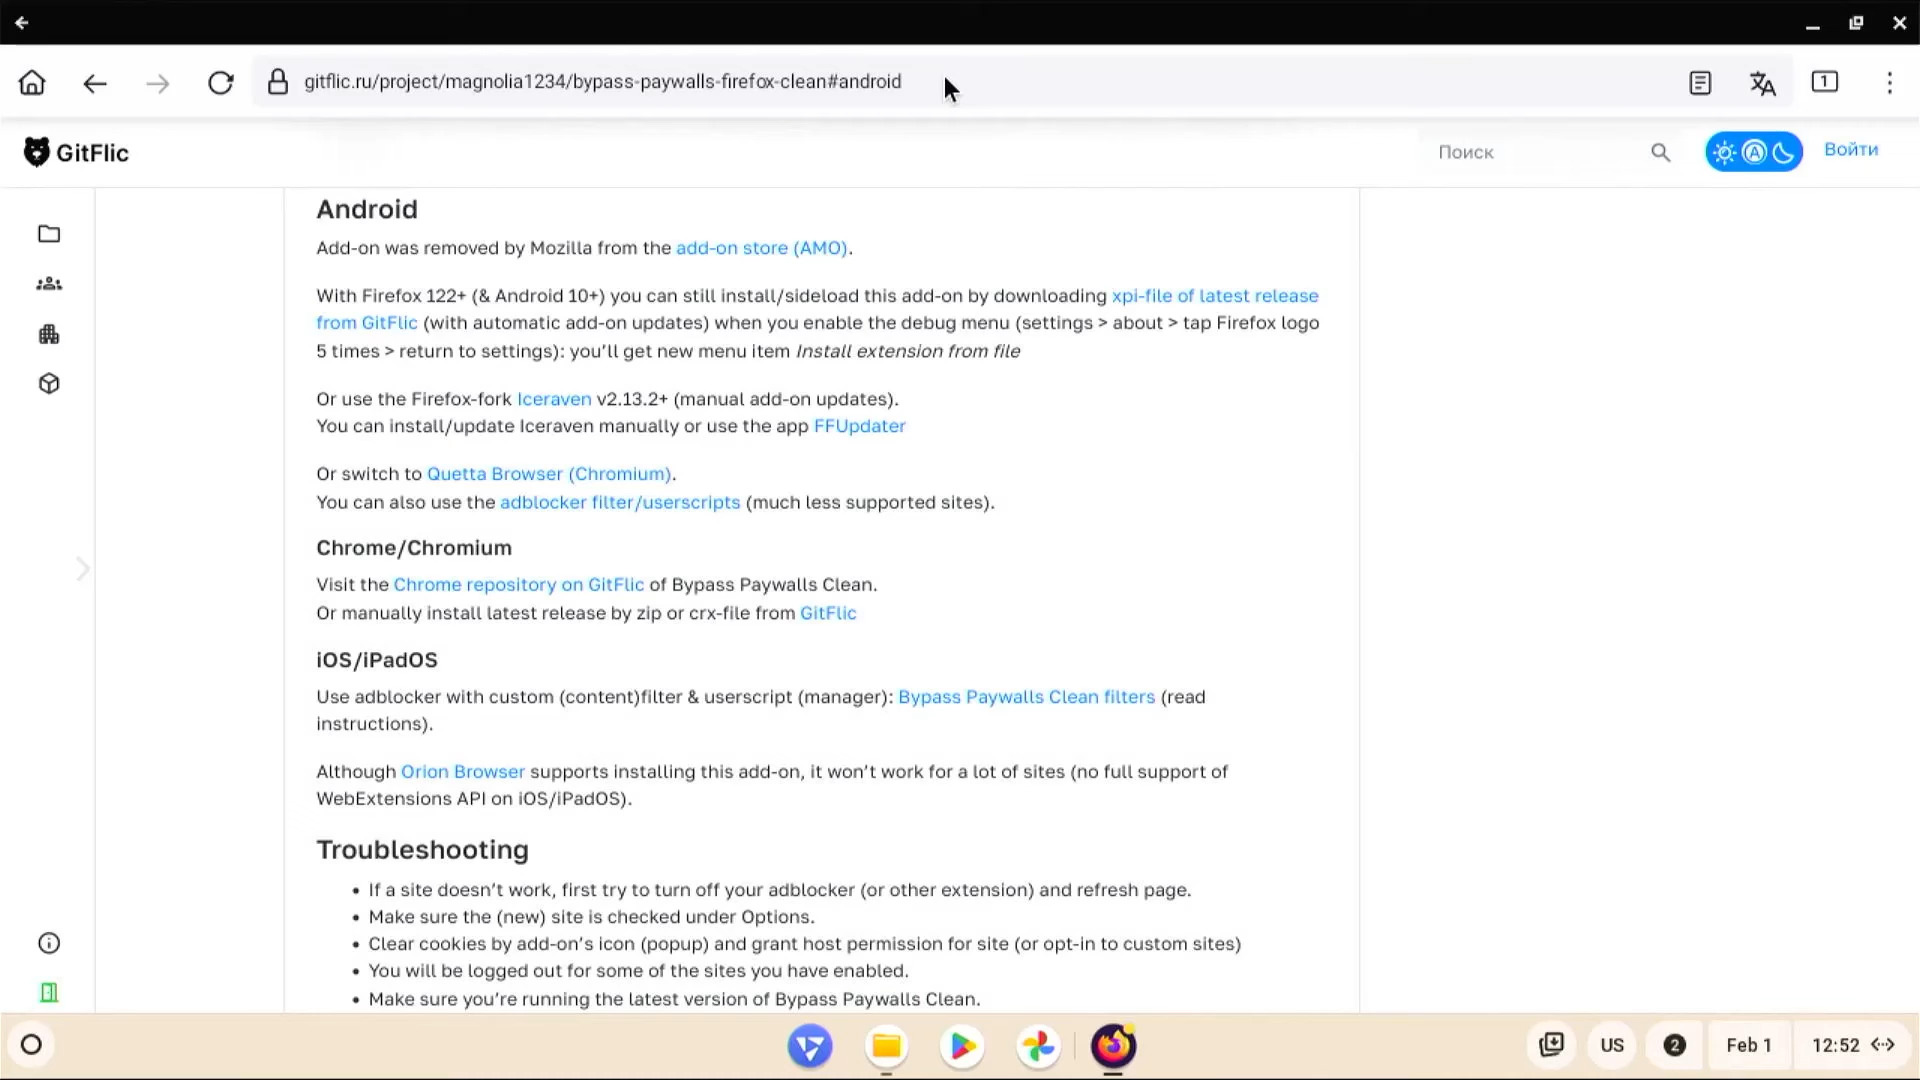 gitflic.ru/project/magnolia1234/bypass-paywalls-firefox-clean#android
1
GitFlic
Поиск
A
Войти
Android
Add-on was removed by Mozilla from the add-on store (AMO).
With Firefox 122+ (& Android 10+) you can still install/sideload this add-on by downloading xpi-file of latest release
from GitFlic (with automatic add-on updates) when you enable the debug menu (settings > about > tap Firefox logo
5 times > return to settings): you’ll get new menu item Install extension from file
Or use the Firefox-fork Iceraven v2.13.2+ (manual add-on updates).
You can install/update Iceraven manually or use the app FFUpdater
Or switch to Quetta Browser (Chromium).
You can also use the adblocker filter/userscripts (much less supported sites).
Chrome/Chromium
Visit the Chrome repository on GitFlic of Bypass Paywalls Clean.
Or manually install latest release by zip or crx-file from GitFlic
iOS/iPadOS
Use adblocker with custom (content)filter & userscript (manager): Bypass Paywalls Clean filters (read
instructions).
Although Orion Browser supports installing this add-on, it won’t work for a lot of sites (no full support of
WebExtensions API on iOS/iPadOS).
Troubleshooting
• If a site doesn’t work, first try to turn off your adblocker (or other extension) and refresh page.
• Make sure the (new) site is checked under Options.
• Clear cookies by add-on’s icon (popup) and grant host permission for site (or opt-in to custom sites)
• You will be logged out for some of the sites you have enabled.
• Make sure you’re running the latest version of Bypass Paywalls Clean.
US
2
Feb 1
12:52